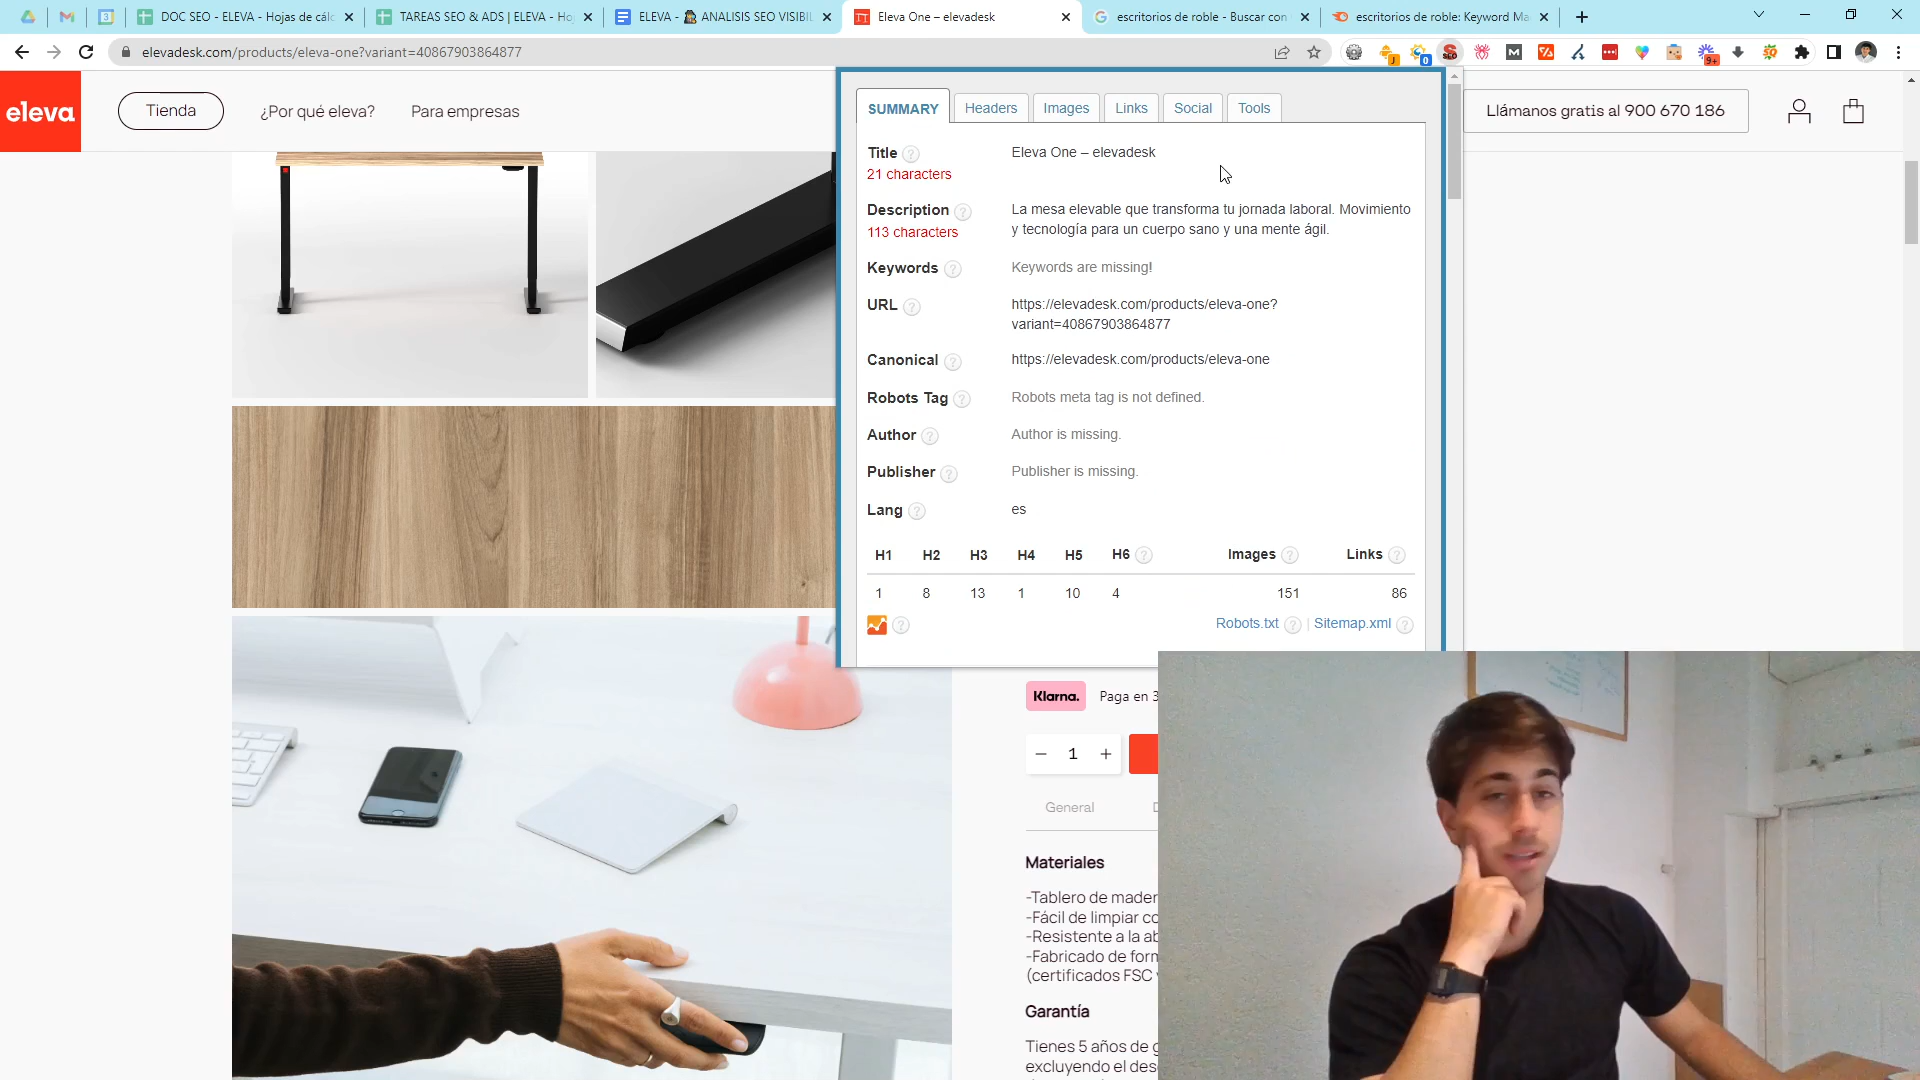 DOC SEO - ELEVA - Hojas de cálc
TAREAS SEO & ADS | ELEVA - Ho
ELEVA - ANALISIS SEO VISIBIL
Eleva One – elevadesk
escritorios de roble - Buscar con
escritorios de roble: Keyword Ma
elevadesk.com/products/eleva-one?variant=40867903864877
eleva
Tienda
¿Por qué eleva?
Para empresas
Llámanos gratis al 900 670 186
SUMMARY
Headers
Images
Links
Social
Tools
Title
Eleva One – elevadesk
21 characters
Description
La mesa elevable que transforma tu jornada laboral. Movimiento
y tecnología para un cuerpo sano y una mente ágil.
113 characters
Keywords
Keywords are missing!
URL
https://elevadesk.com/products/eleva-one?
variant=40867903864877
Canonical
https://elevadesk.com/products/eleva-one
Robots Tag
Robots meta tag is not defined.
Author
Author is missing.
Publisher
Publisher is missing.
Lang
es
H1 H2 H3 H4 H5 H6 Images Links
1 8 13 1 10 4 151 86
Robots.txt | Sitemap.xml
Klarna. Paga en 3
− 1 +
General
Materiales
-Tablero de mader
-Fácil de limpiar co
-Resistente a la ab
-Fabricado de form
(certificados FSC
Garantía
Tienes 5 años de g
excluyendo el des